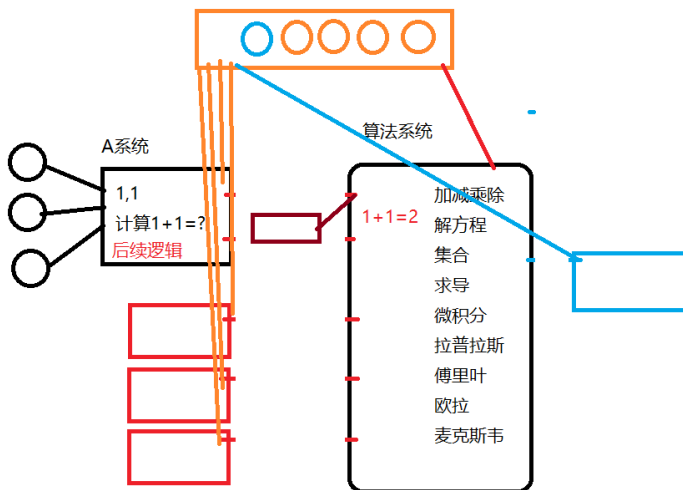 A系统
1,1
计算1+1=?
后续逻辑
算法系统
1+1=2
加减乘除
解方程
集合
求导
微积分
拉普拉斯
傅里叶
欧拉
麦克斯韦